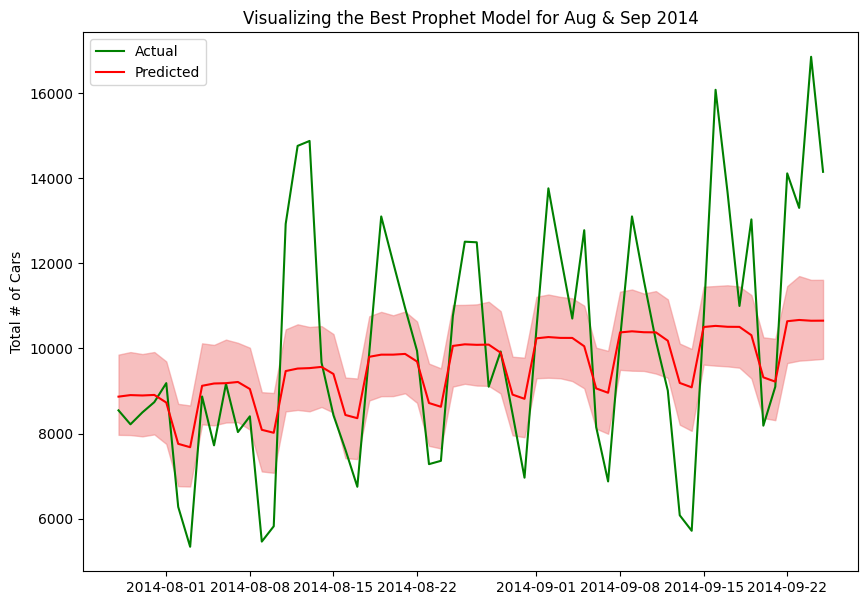 Visualizing the Best Prophet Model for Aug & Sep 2014
Actual
Predicted
Total # of Cars
16000
14000
12000
10000
8000
6000
2014-08-01 2014-08-08 2014-08-15 2014-08-22 2014-09-01 2014-09-08 2014-09-15 2014-09-22